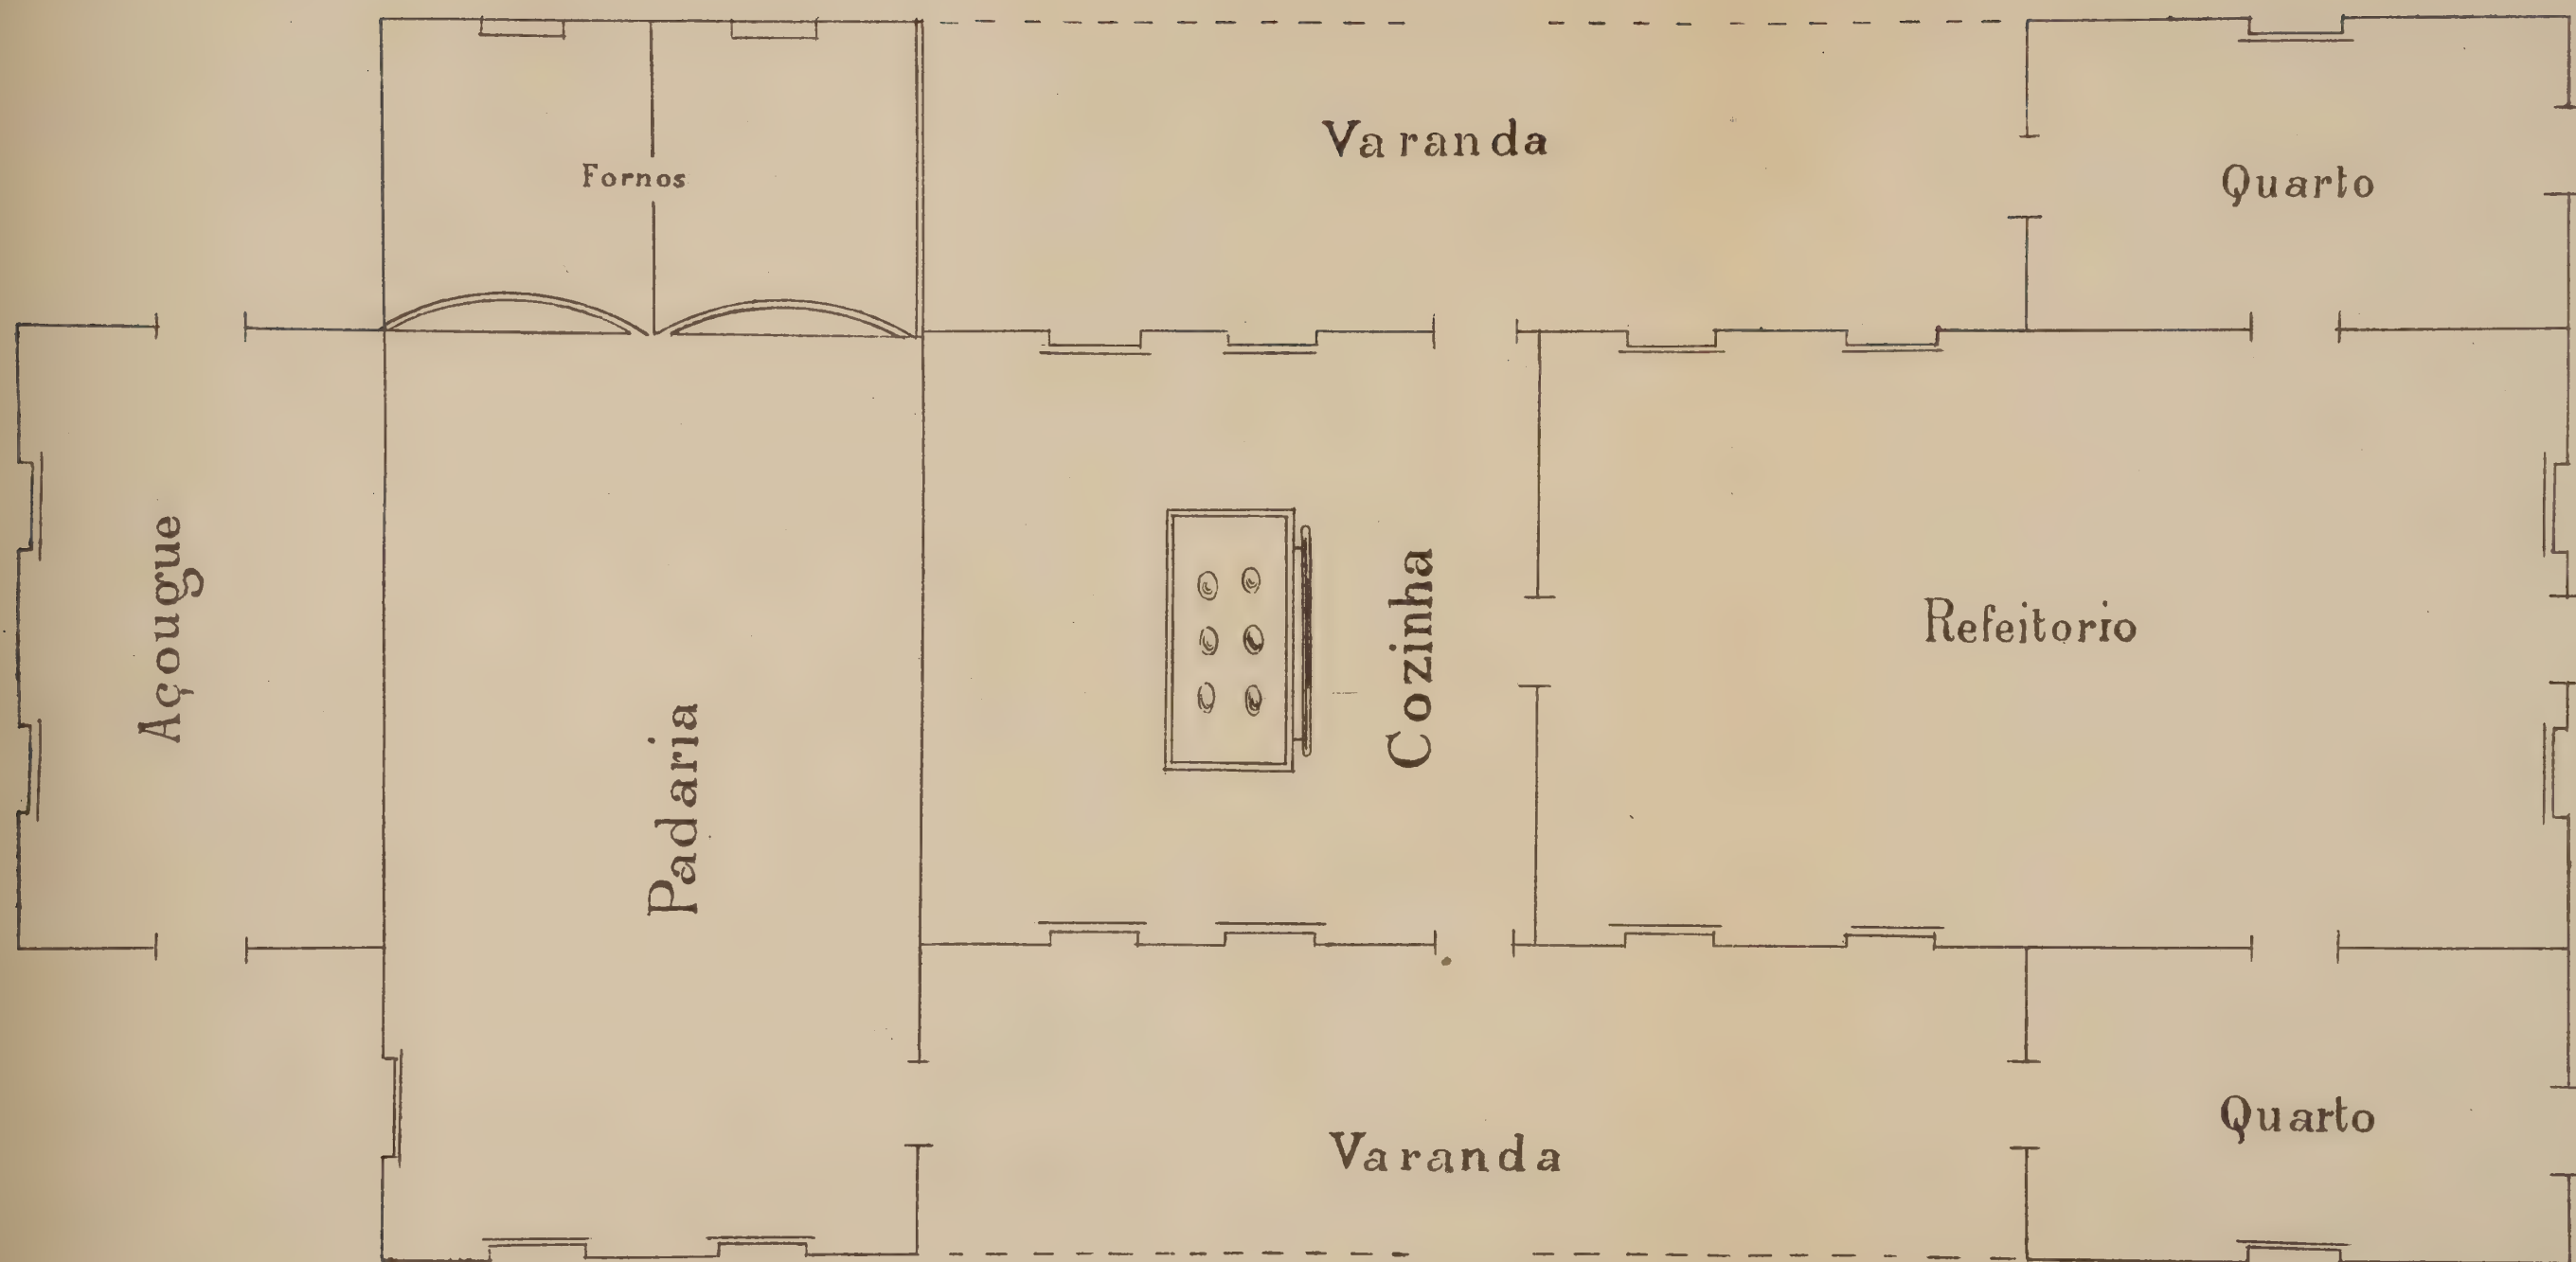 Varanda
Fornos
Quarto
Açougue
Padaria
Cozinha
Refeitorio
Varanda
Quarto